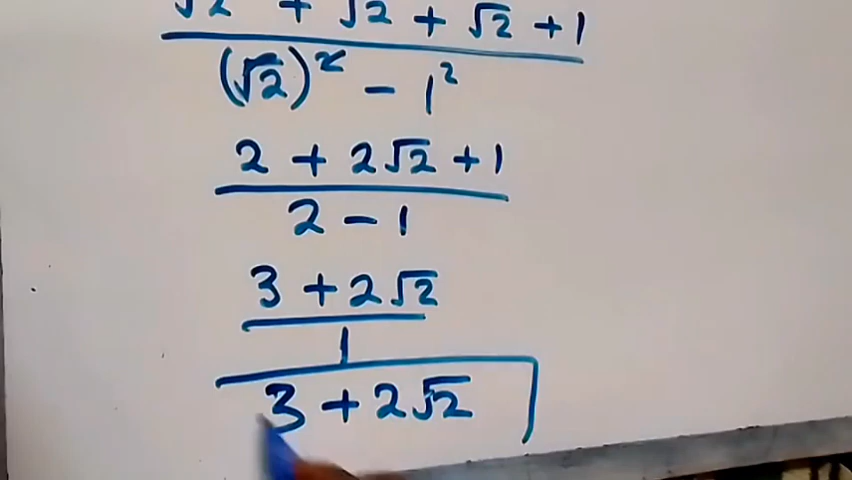 √2 + √2 + √2 + 1
(√2)² - 1²
2 + 2√2 + 1
2 - 1
3 + 2√2
1
3 + 2√2